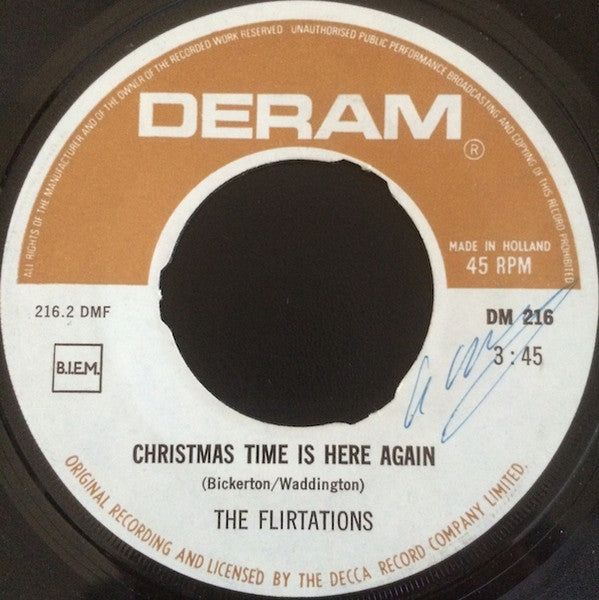 ALL RIGHTS OF THE MANUFACTURER AND OF THE OWNER OF THE RECORDED WORK RESERVED UNAUTHORISED PUBLIC PERFORMANCE BROADCASTING AND COPYING OF THIS RECORD PROHIBITED
DERAM
®
MADE IN HOLLAND
45 RPM
216.2 DMF
DM 216
B.I.E.M.
3:45
CHRISTMAS TIME IS HERE AGAIN
(Bickerton/Waddington)
THE FLIRTATIONS
ORIGINAL RECORDING AND LICENSED BY THE DECCA RECORD COMPANY LIMITED.